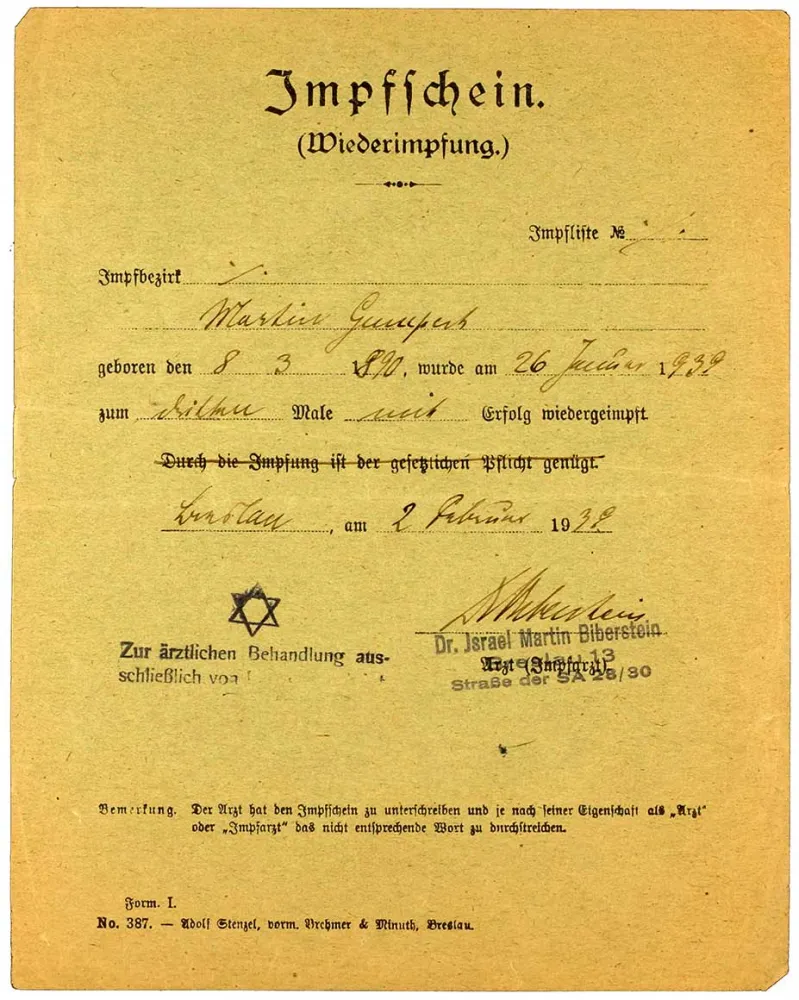 Impfschein.
(Wiederimpfung.)
Impfliste №
Impfbezirk
Martin Gumpert
geboren den 8 3 1890, wurde am 26 Januar 1939
zum dritten Male mit Erfolg wiedergeimpft.
Durch die Impfung ist der gesetzlichen Pflicht genügt.
Breslau, am 2 Februar 1939
Zur ärztlichen Behandlung aus-
schließlich von
Biberstein
Dr. Israel Martin Biberstein
Breslau 13
Arzt (Impfarzt)
Straße der SA 28/30
Bemerkung. Der Arzt hat den Impfschein zu unterschreiben und je nach seiner Eigenschaft als „Arzt“
oder „Impfarzt“ das nicht entsprechende Wort zu durchstreichen.
Form. I.
No. 387. — Adolf Stenzel, vorm. Brehmer & Minuth, Breslau.